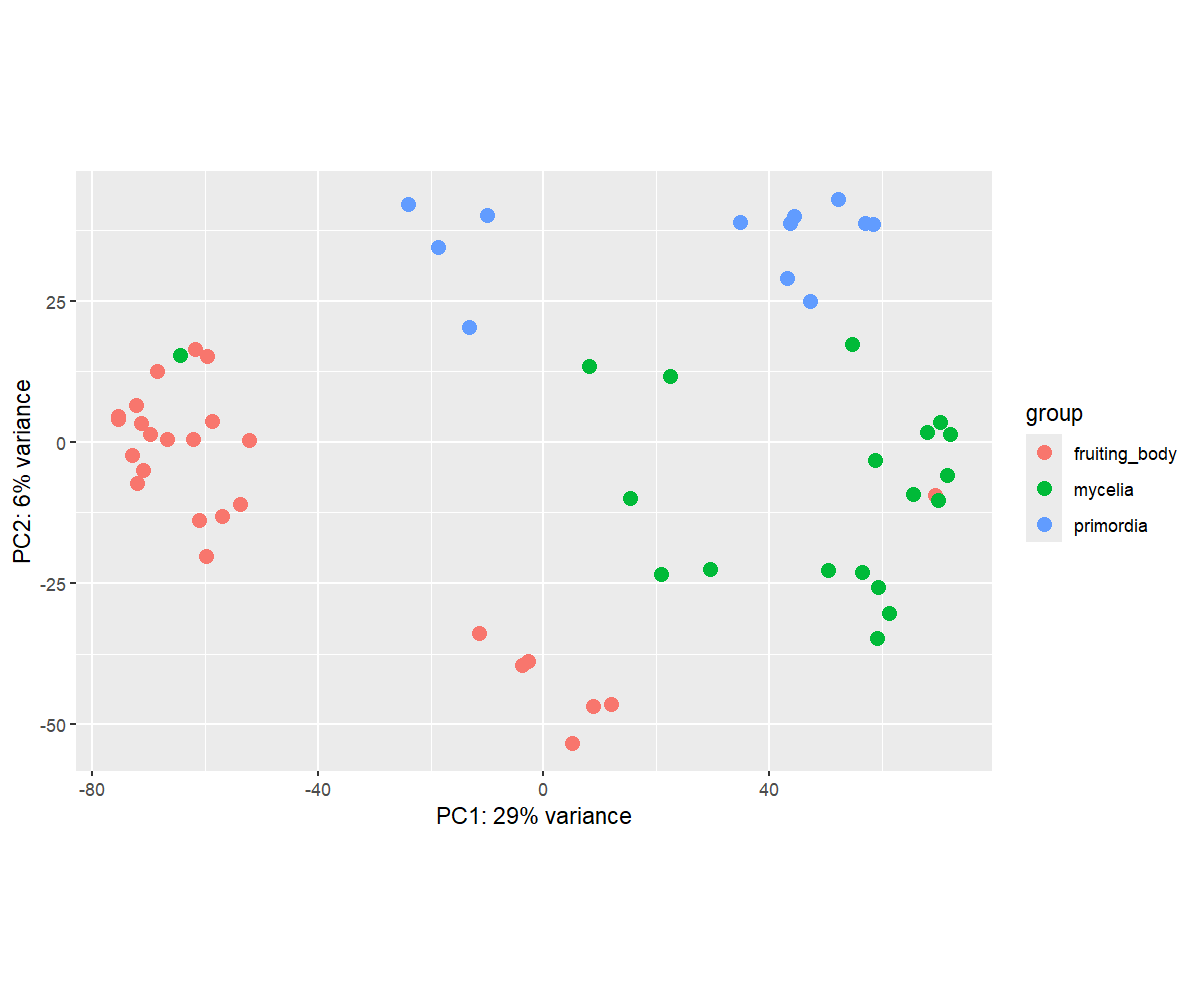 25
0
-25
-50
PC2: 6% variance
-80
-40
0
40
PC1: 29% variance
group
fruiting_body
mycelia
primordia